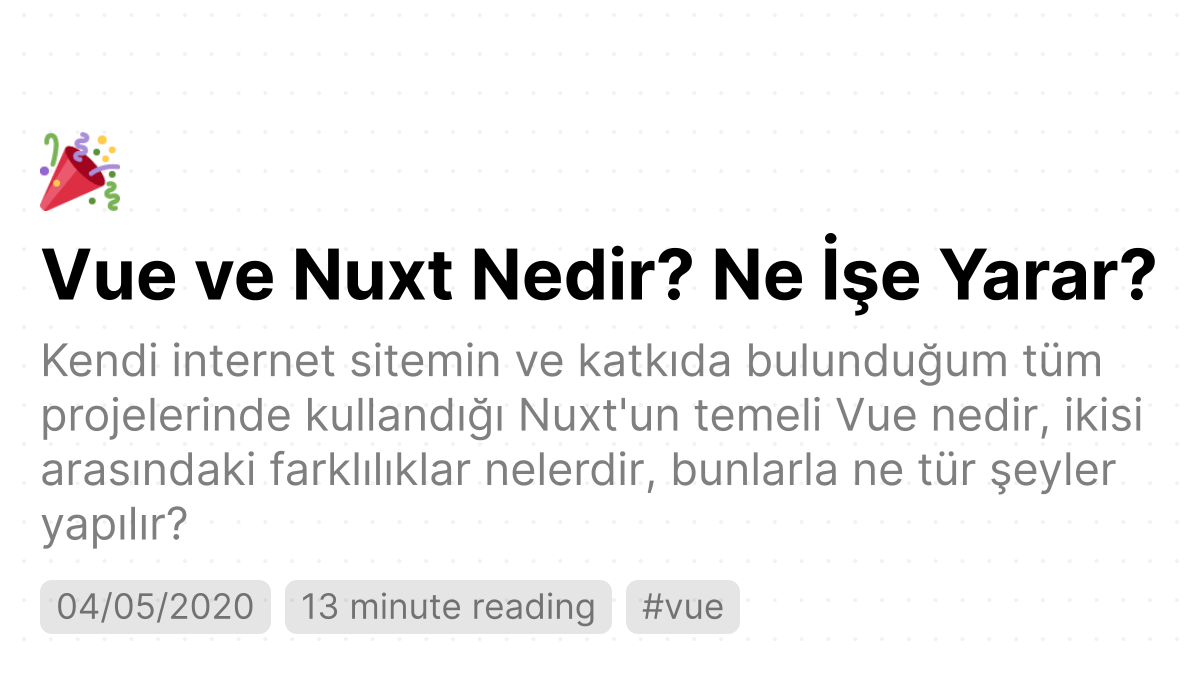 Vue ve Nuxt Nedir? Ne İşe Yarar?
Kendi internet sitemin ve katkıda bulunduğum tüm
projelerinde kullandığı Nuxt'un temeli Vue nedir, ikisi
arasındaki farklılıklar nelerdir, bunlarla ne tür şeyler
yapılır?
04/05/2020 13 minute reading #vue